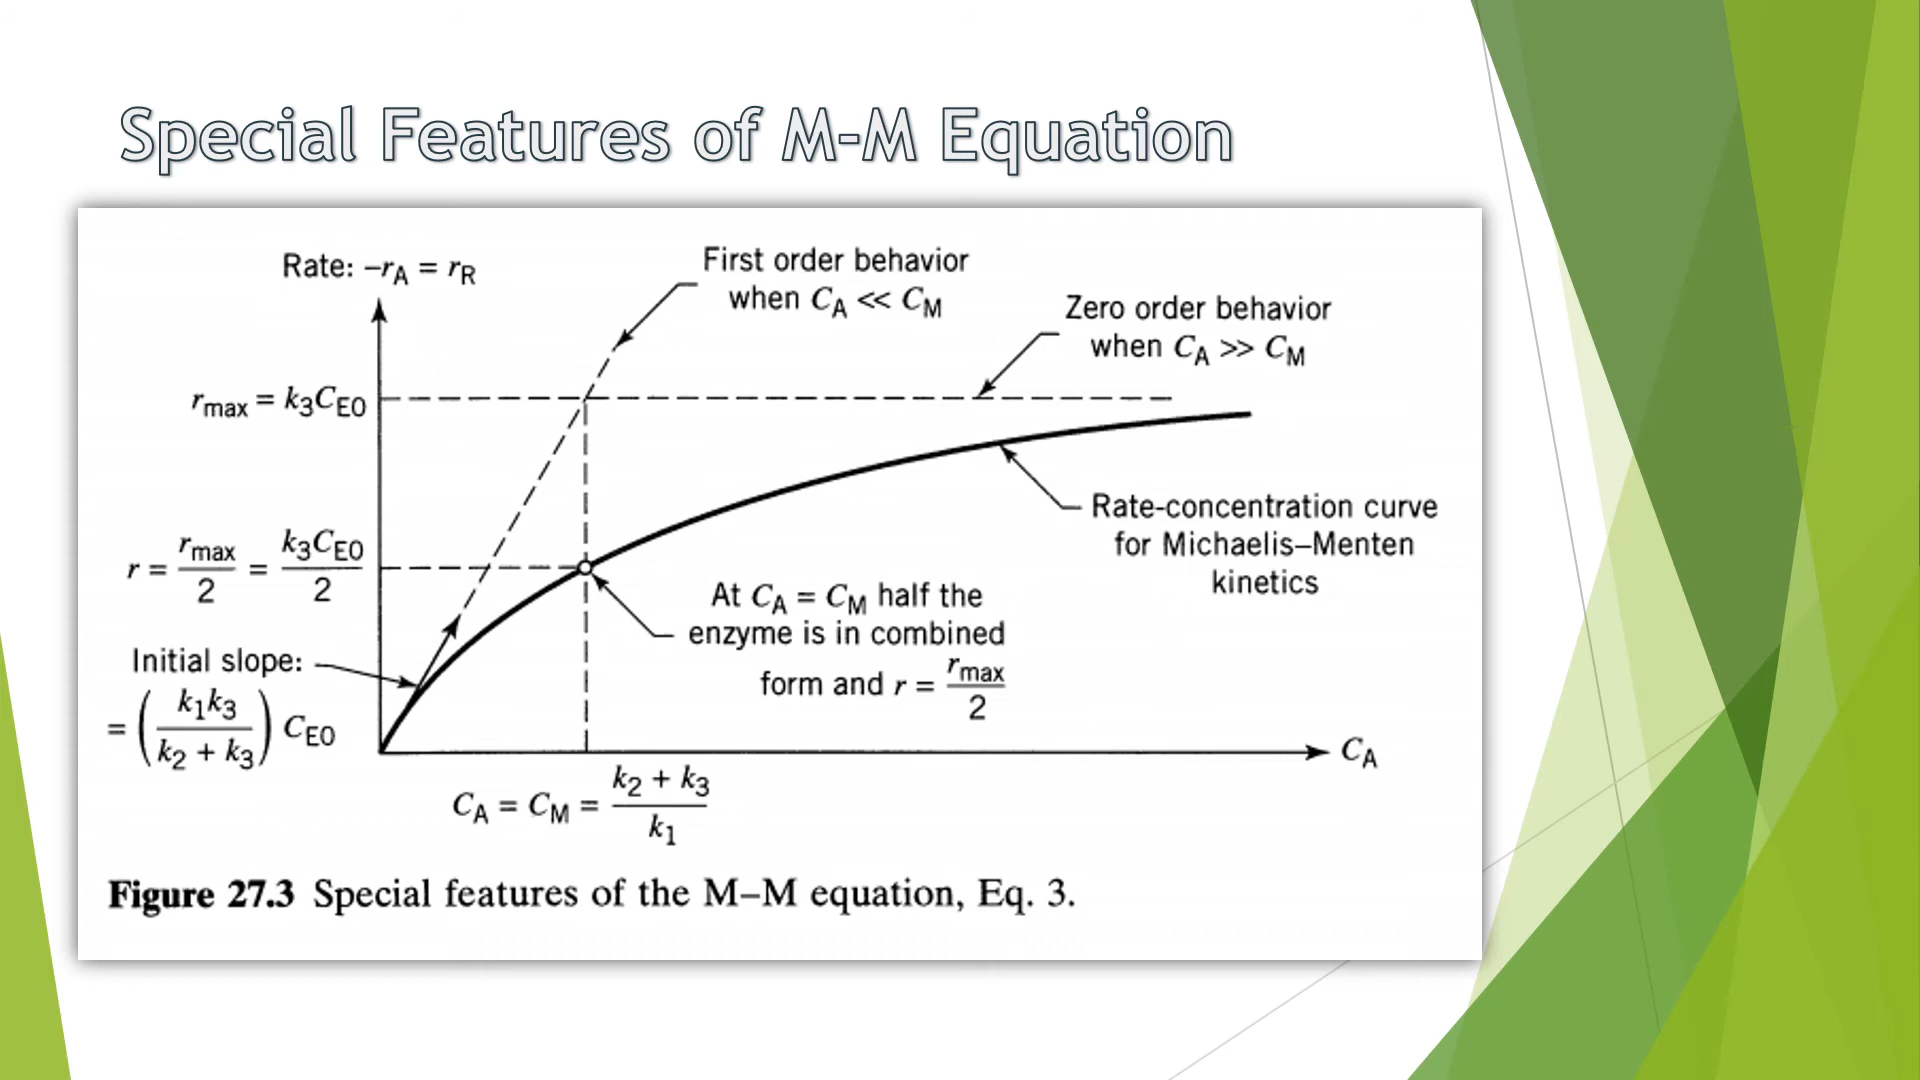 Special Features of M-M Equation
Rate: –rA = rR
First order behavior
when CA << CM
Zero order behavior
when CA >> CM
rmax = k3CE0
r = rmax/2 = k3CE0/2
Rate-concentration curve
for Michaelis–Menten
kinetics
At CA = CM half the
enzyme is in combined
form and r = rmax/2
Initial slope:
= (k1k3/(k2 + k3)) CE0
CA
CA = CM = (k2 + k3)/k1
Figure 27.3 Special features of the M–M equation, Eq. 3.